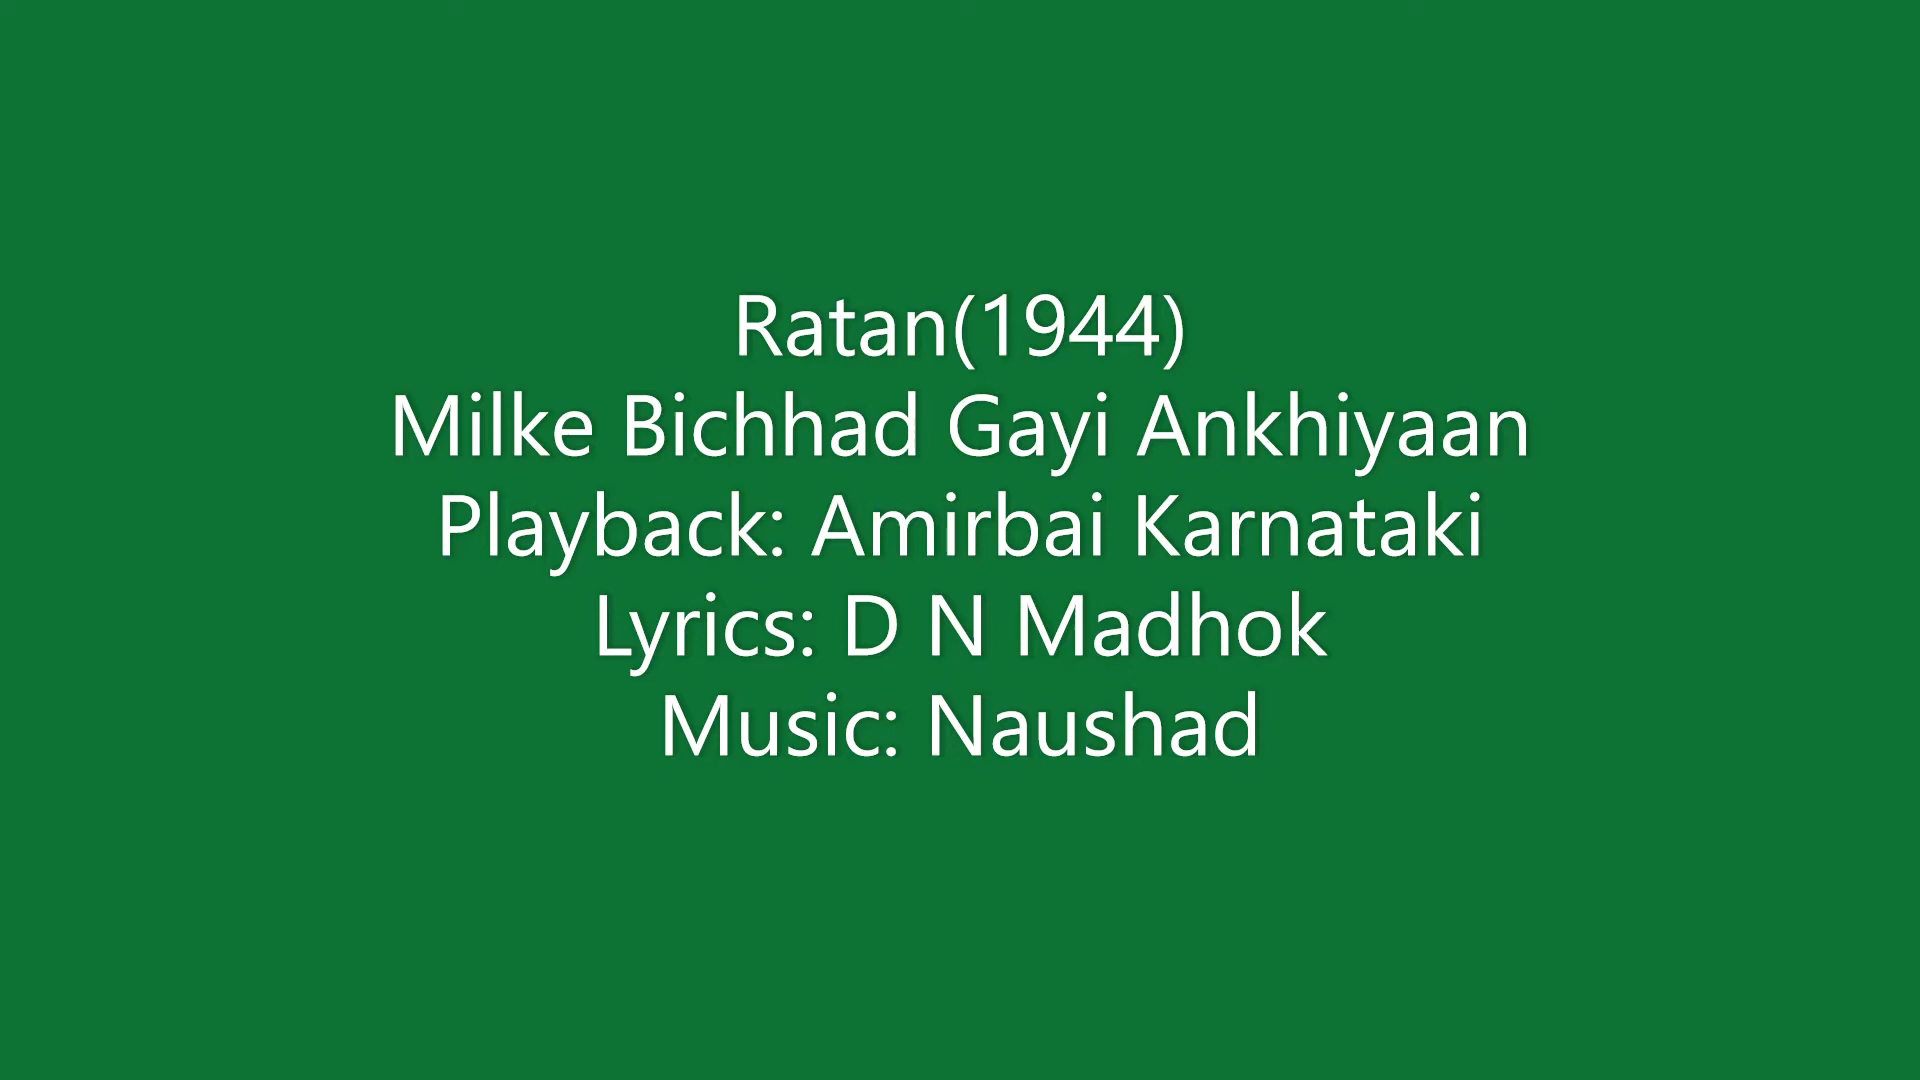 Ratan(1944)
Milke Bichhad Gayi Ankhiyaan
Playback: Amirbai Karnataki
Lyrics: D N Madhok
Music: Naushad